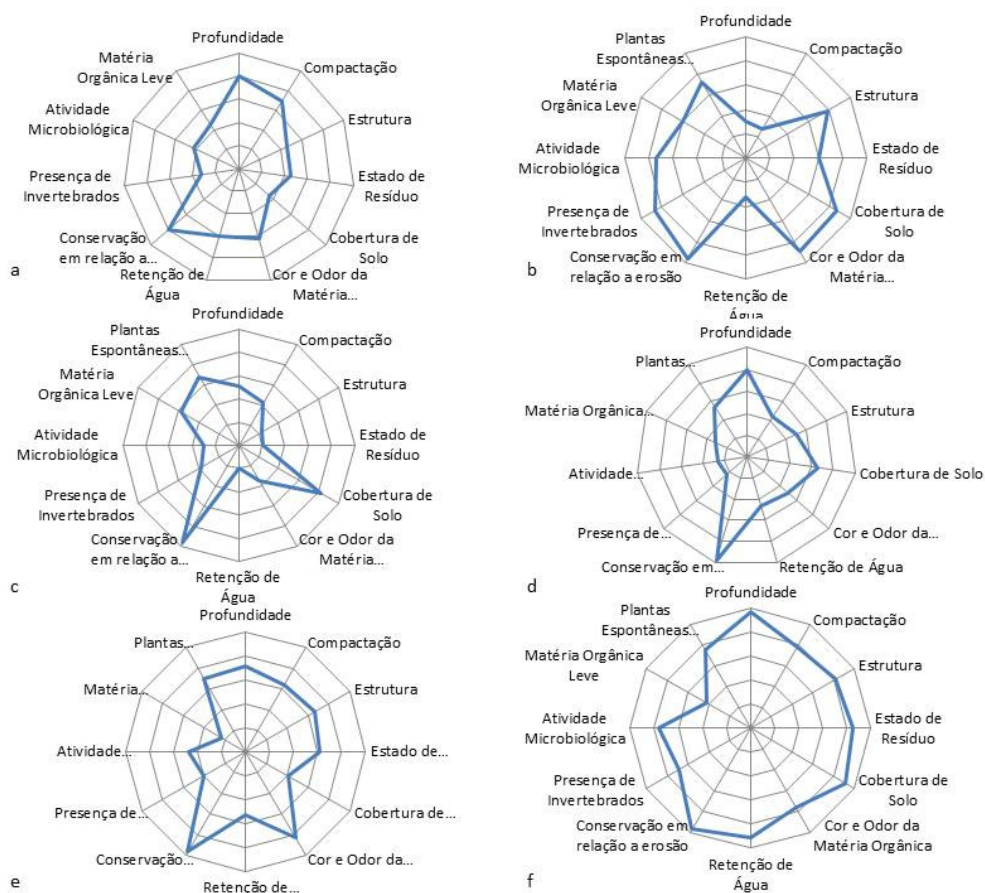 Profundidade
Compactação
Estrutura
Estado de
Resíduo
Cobertura de
Solo
Cor e Odor da
Matéria...
Retenção de
Água
Conservação
em relação a...
Presença de
Invertebrados
Atividade
Microbiológica
Matéria
Orgânica Leve
a
Profundidade
Compactação
Estrutura
Estado de
Resíduo
Cobertura de
Solo
Cor e Odor da
Matéria...
Retenção de
Água
Conservação em
relação a erosão
Presença de
Invertebrados
Atividade
Microbiológica
Matéria
Orgânica Leve
Plantas
Espontâneas...
b
Profundidade
Compactação
Estrutura
Estado de
Resíduo
Cobertura de
Solo
Cor e Odor da
Matéria...
Retenção de
Água
Conservação
em relação a...
Presença de
Invertebrados
Atividade
Microbiológica
Matéria
Orgânica Leve
Plantas
Espontâneas...
c
Profundidade
Compactação
Estrutura
Cobertura de Solo
Cor e Odor da...
Retenção de Água
Conservação em...
Presença de...
Atividade...
Matéria Orgânica...
Plantas...
d
Profundidade
Compactação
Estrutura
Estado de...
Cobertura de...
Cor e Odor da...
Retenção de...
Conservação...
Presença de...
Atividade...
Matéria...
Plantas...
e
Profundidade
Compactação
Estrutura
Estado de
Resíduo
Cobertura de
Solo
Cor e Odor da
Matéria Orgânica
Retenção de
Água
Conservação em
relação a erosão
Presença de
Invertebrados
Atividade
Microbiológica
Matéria Orgânica
Leve
Plantas
Espontâneas...
f